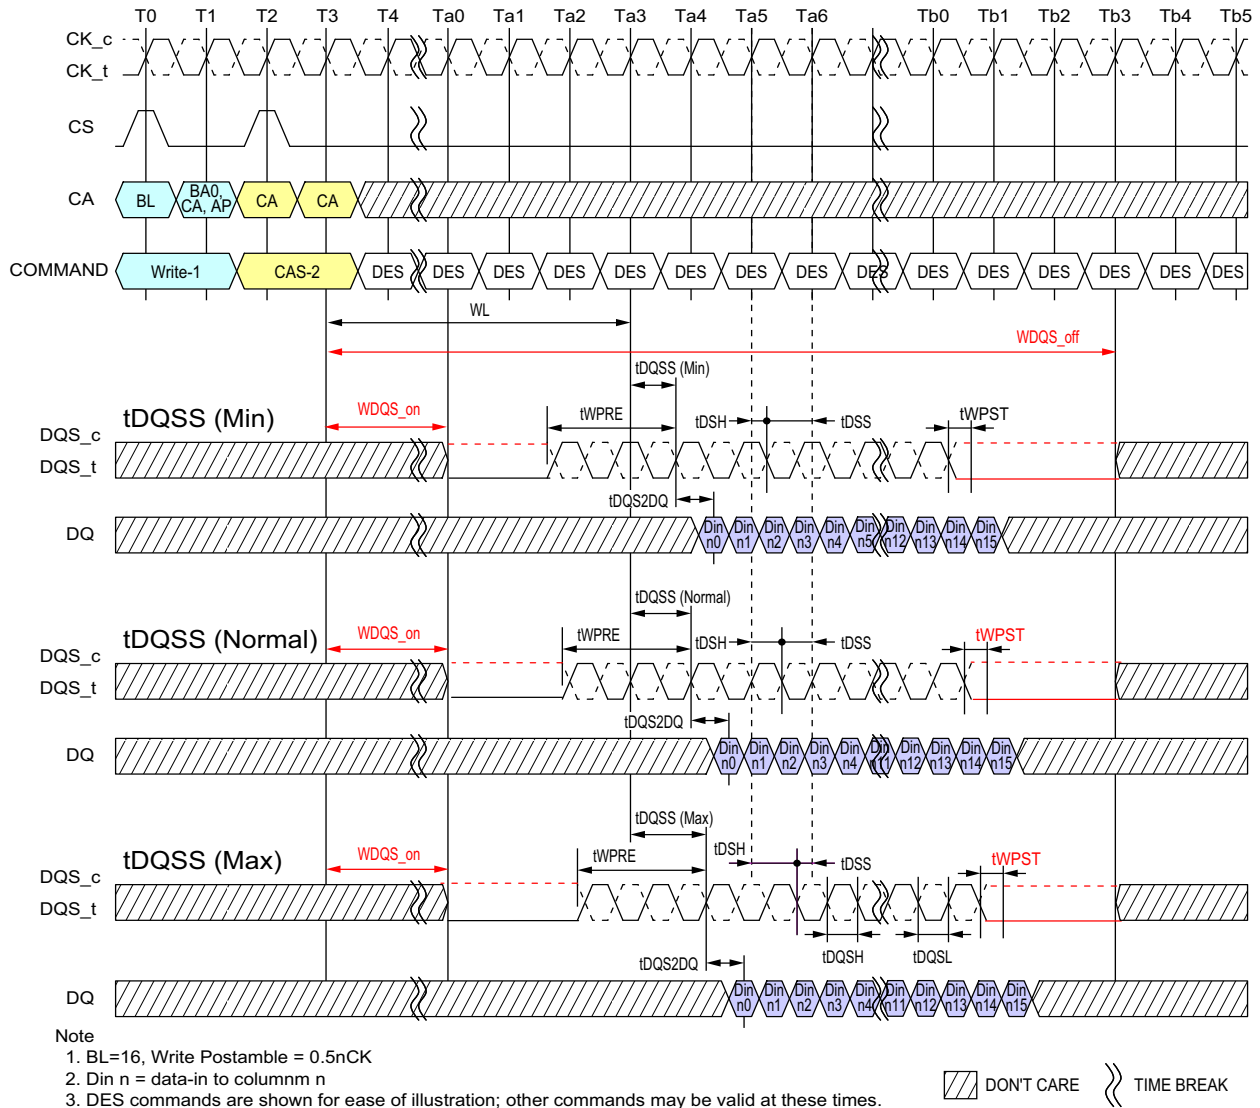 T0 T1 T2 T3 T4 Ta0 Ta1 Ta2 Ta3 Ta4 Ta5 Ta6 Tb0 Tb1 Tb2 Tb3 Tb4 Tb5
CK_c
CK_t
CS
CA BL BA0, CA, AP CA CA
COMMAND Write-1 CAS-2 DES DES DES DES DES DES DES DES DES DES DES DES DES DES DES
WL
WDQS_off
tDQSS (Min)
tDQSS (Min) WDQS_on tWPRE tDSH tDSS tWPST
DQS_c
DQS_t
tDQS2DQ
DQ Din n0 Din n1 Din n2 Din n3 Din n4 Din n5 Din n12 Din n13 Din n14 Din n15
tDQSS (Normal)
tDQSS (Normal) WDQS_on tWPRE tDSH tDSS tWPST
DQS_c
DQS_t
tDQS2DQ
DQ Din n0 Din n1 Din n2 Din n3 Din n4 Din n11 Din n12 Din n13 Din n14 Din n15
tDQSS (Max)
tDQSS (Max) WDQS_on tWPRE tDSH tDSS tWPST
DQS_c
DQS_t
tDQSH tDQSL
tDQS2DQ
DQ Din n0 Din n1 Din n2 Din n3 Din n4 Din n11 Din n12 Din n13 Din n14 Din n15
Note
1. BL=16, Write Postamble = 0.5nCK
2. Din n = data-in to columnm n
3. DES commands are shown for ease of illustration; other commands may be valid at these times.
DON'T CARE TIME BREAK